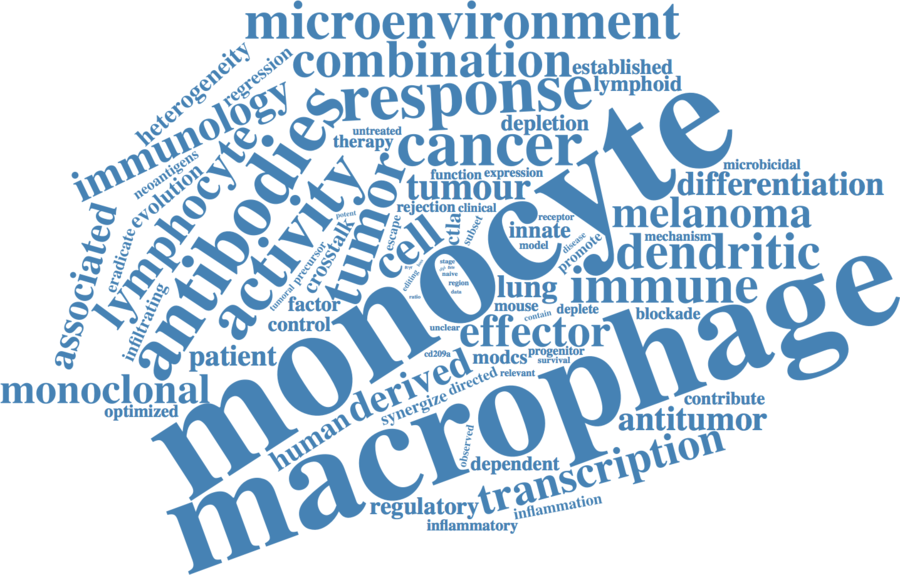 microenvironment
combination
established
heterogeneity
regression
response
lymphoid
immunology
antibodies
depletion
untreated
therapy
cancer
monocyte
lymphocyte
neoantigens
evolution
activity
tumor
function
expression
tumour
microbicidal
differentiation
rejection
clinical
associated
eradicate
potent
escape
cell
ctla
subset
receptor
innate
model
melanoma
mechanism
disease
promote
dendritic
crosstalk
precursor
tumoral
infiltrating
editing
stage
naive
region
data
ratio
lung
immune
factor
mouse
contain
deplete
blockade
control
unclear
effector
patient
cd209a
modcs
progenitor
survival
relevant
monoclonal
optimized
derived
human
synergize
directed
macrophage
contribute
antitumor
observed
dependent
transcription
regulatory
inflammation
inflammatory